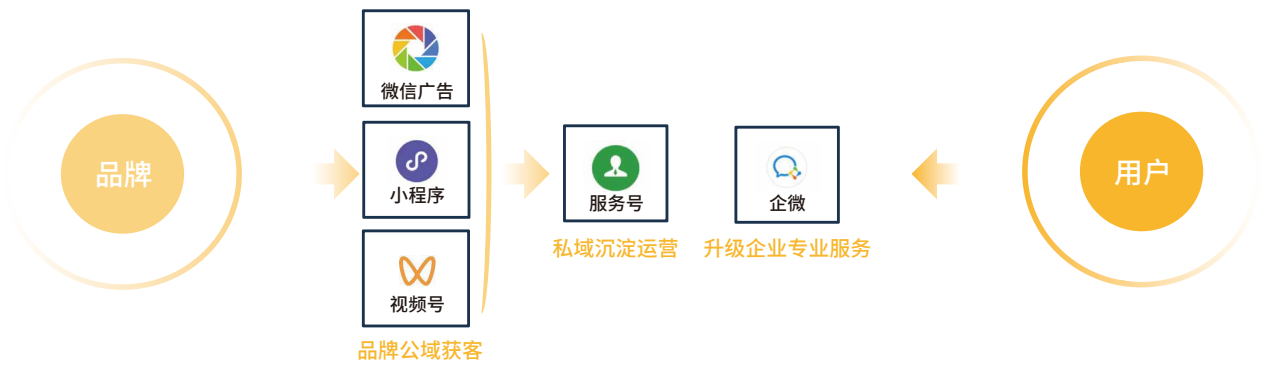 品牌
微信广告
小程序
视频号
品牌公域获客
服务号
私域沉淀运营
企微
升级企业专业服务
用户